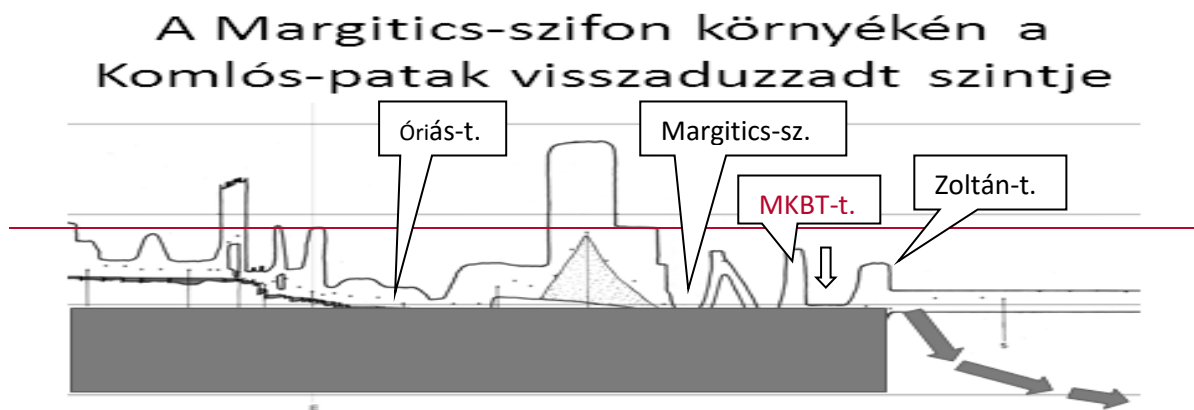 A Margitics-szifon környékén a
Komlós-patak visszaduzzadt szintje
Óriás-t.
Margitics-sz.
MKBT-t.
Zoltán-t.